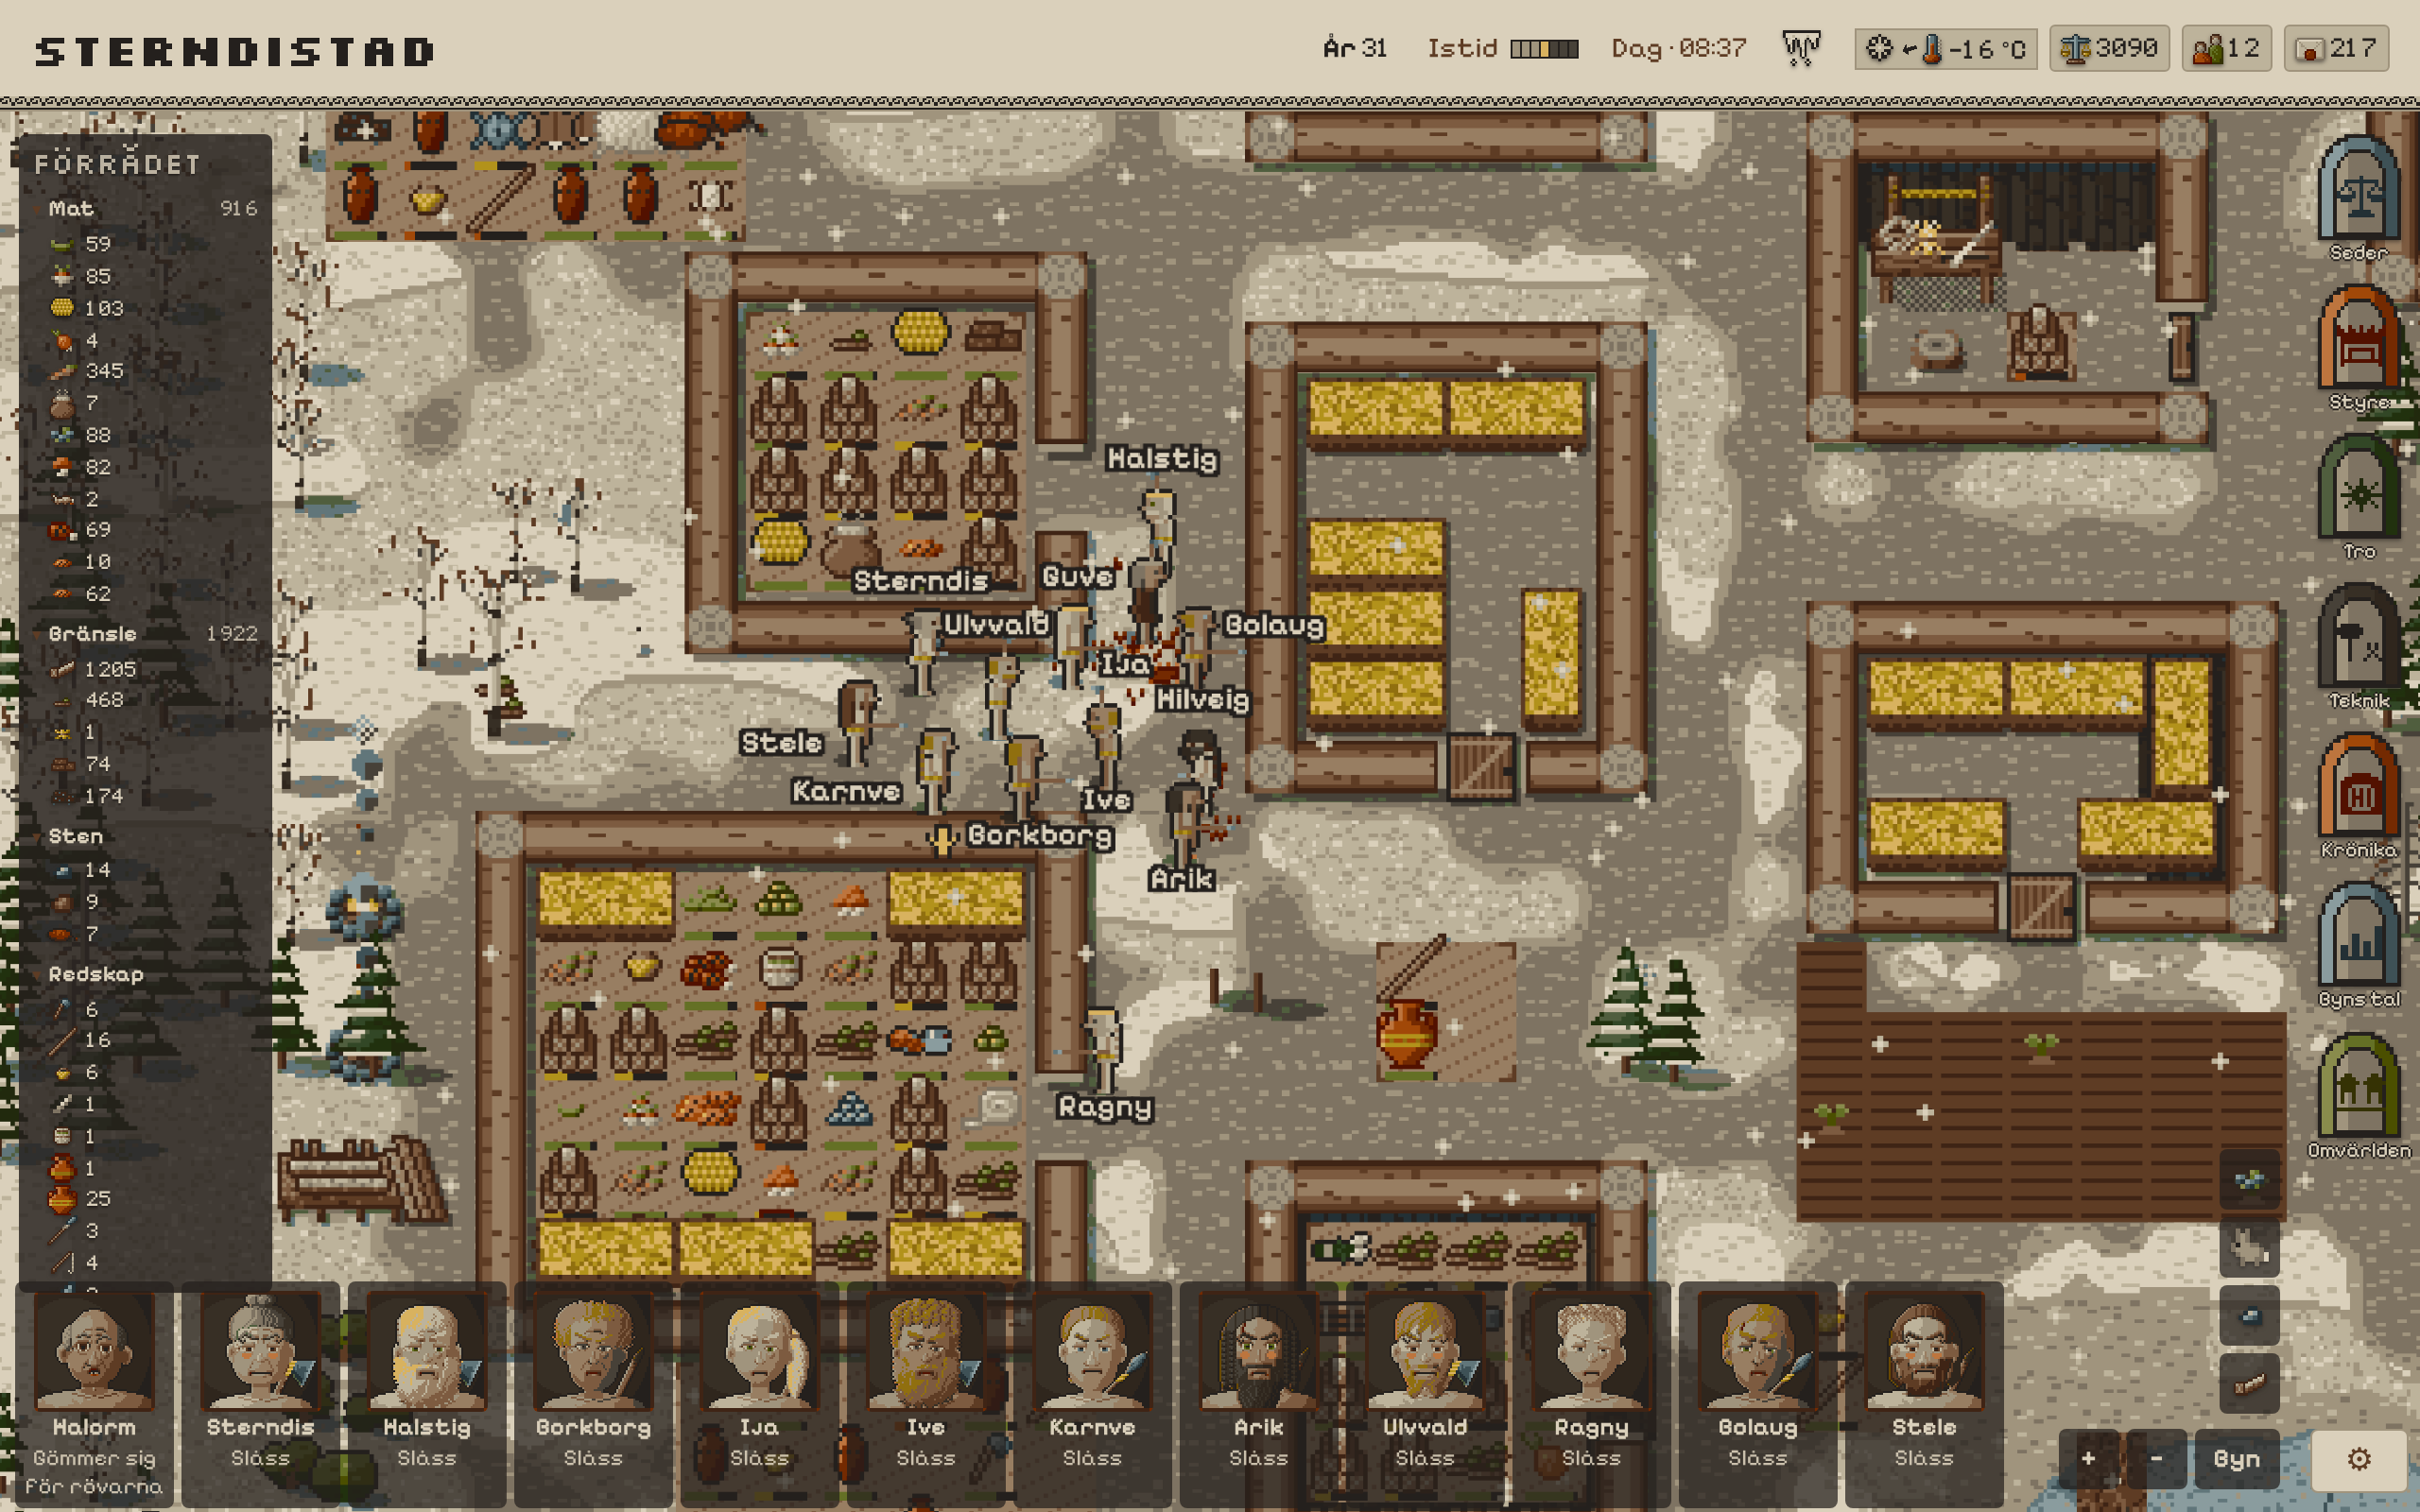 STERNDISTAD
År 31
Istid
Dag · 08:37
-16 °C
3090
12
217
FÖRRÅDET
Mat 916
59
85
103
4
345
7
88
82
2
69
10
62
Bränsle 1922
1205
468
1
74
174
Sten
14
9
7
Redskap
6
16
6
1
1
1
25
3
4
Seder
Styre
Tro
Teknik
Krönika
Byns tal
Omvärlden
Halstig
Guve
Sterndis
Ulvvald
Bolaug
Ija
Hilveig
Stele
Karnve
Ive
Borkborg
Arik
Ragny
Halorm
Gömmer sig
för rövarna
Sterndis
Slåss
Halstig
Slåss
Borkborg
Slåss
Ija
Slåss
Ive
Slåss
Karnve
Slåss
Arik
Slåss
Ulvvald
Slåss
Ragny
Slåss
Bolaug
Slåss
Stele
Slåss
+
-
Byn